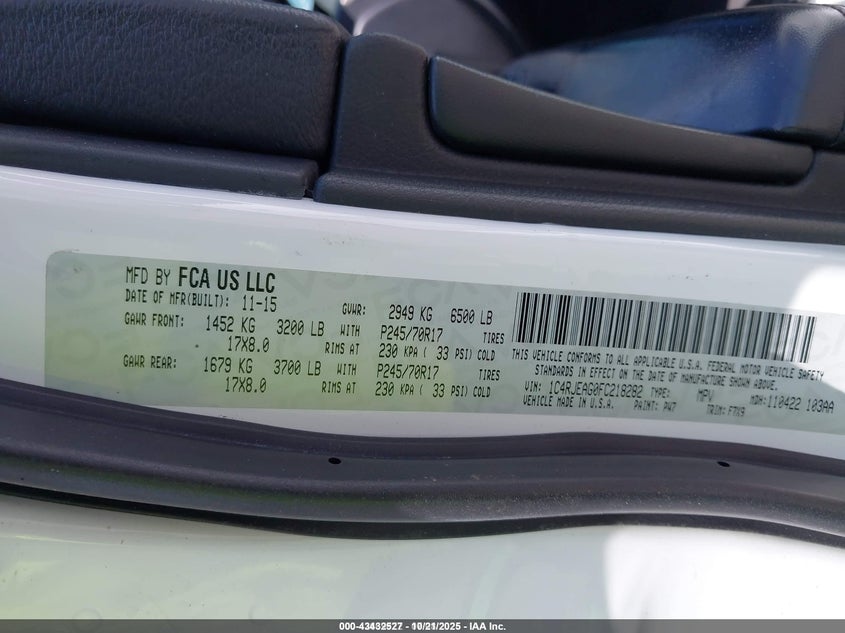 MFD BY FCA US LLC
DATE OF MFR(BUILT): 11-15 GVWR: 2949 KG 6500 LB
GAWR FRONT: 1452 KG 3200 LB WITH P245/70R17 TIRES
17X8.0 RIMS AT 230 KPA ( 33 PSI) COLD
GAWR REAR: 1679 KG 3700 LB WITH P245/70R17 TIRES
17X8.0 RIMS AT 230 KPA ( 33 PSI) COLD
THIS VEHICLE CONFORMS TO ALL APPLICABLE U.S.A. FEDERAL MOTOR VEHICLE SAFETY
STANDARDS IN EFFECT ON THE DATE OF MANUFACTURE SHOWN ABOVE.
VIN: 1C4RJEAG0FC218282 TYPE: MPV MDH: 110422 103AA
VEHICLE MADE IN U.S.A. PAINT: PW7 TRIM: F7X9
000-43432527 - 10/21/2025 - IAA Inc.